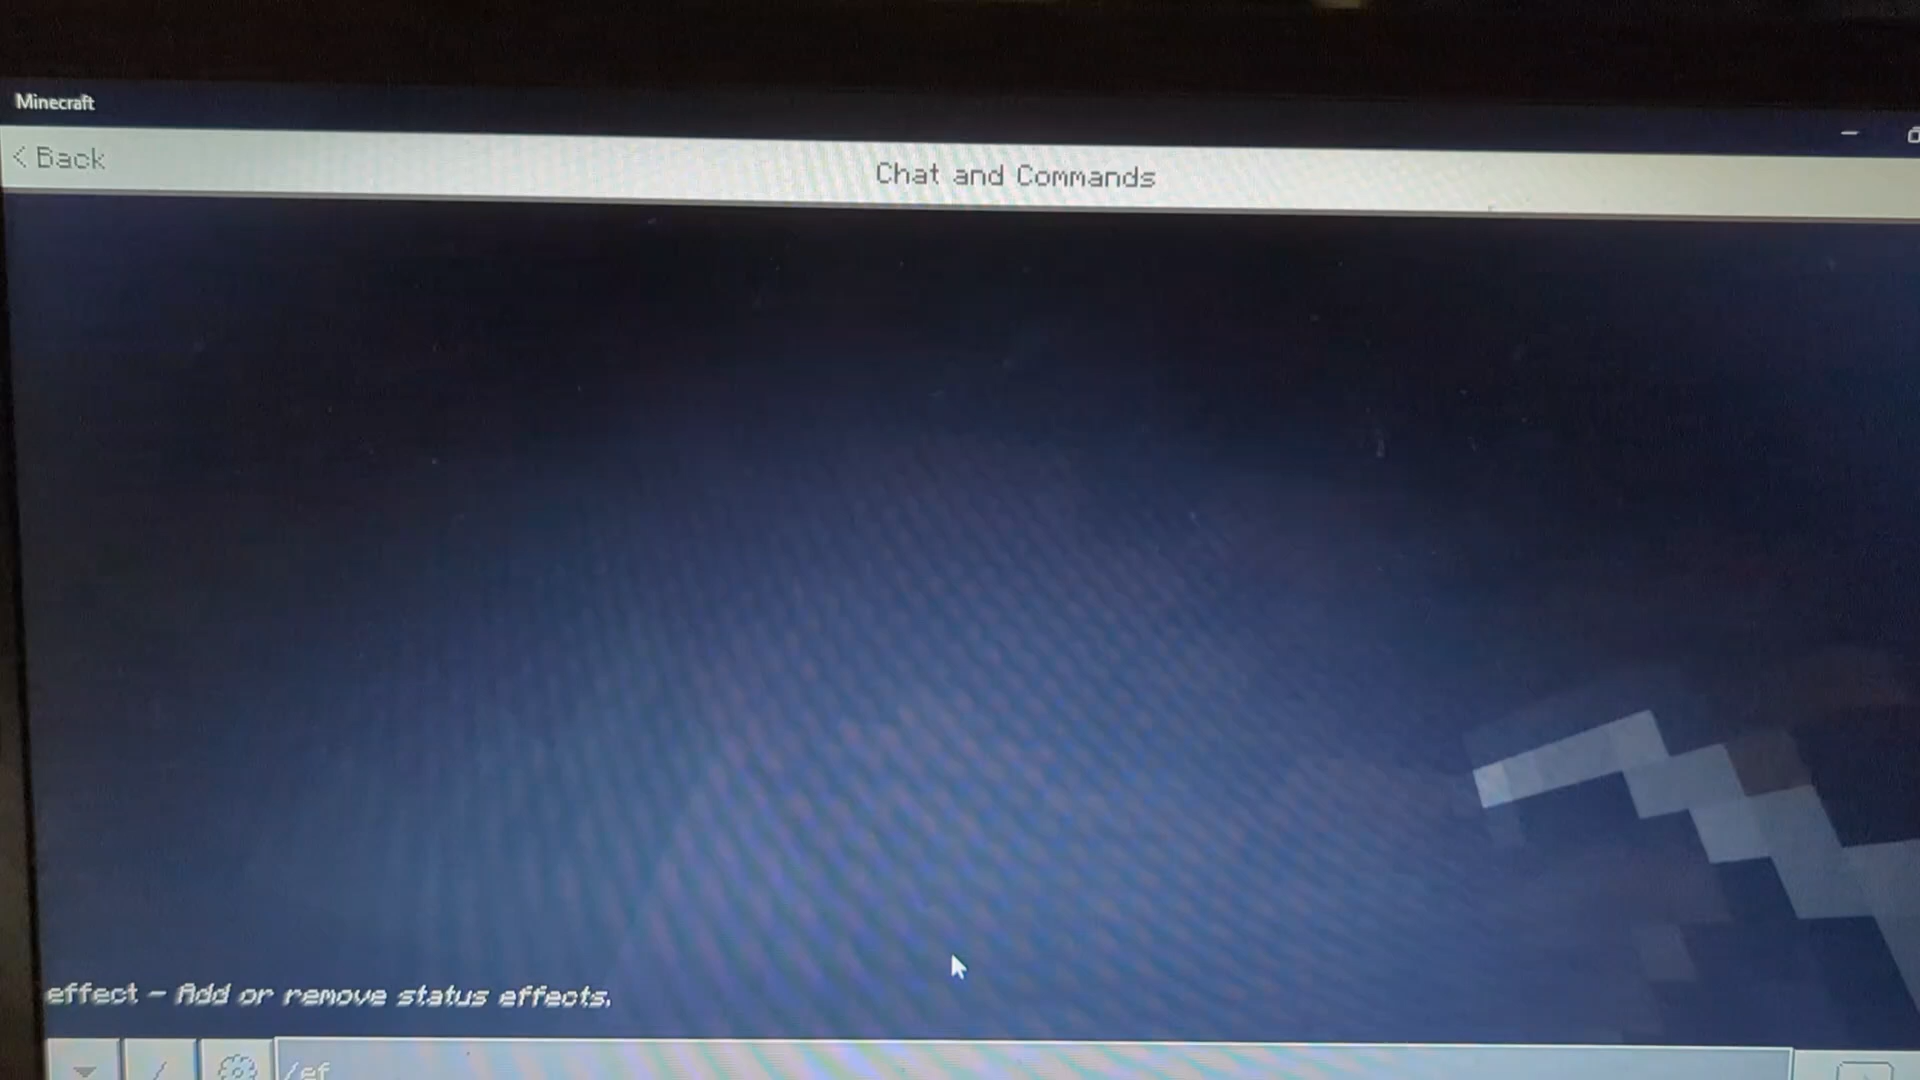 Minecraft
< Back
Chat and Commands
effect - Add or remove status effects.
/ef